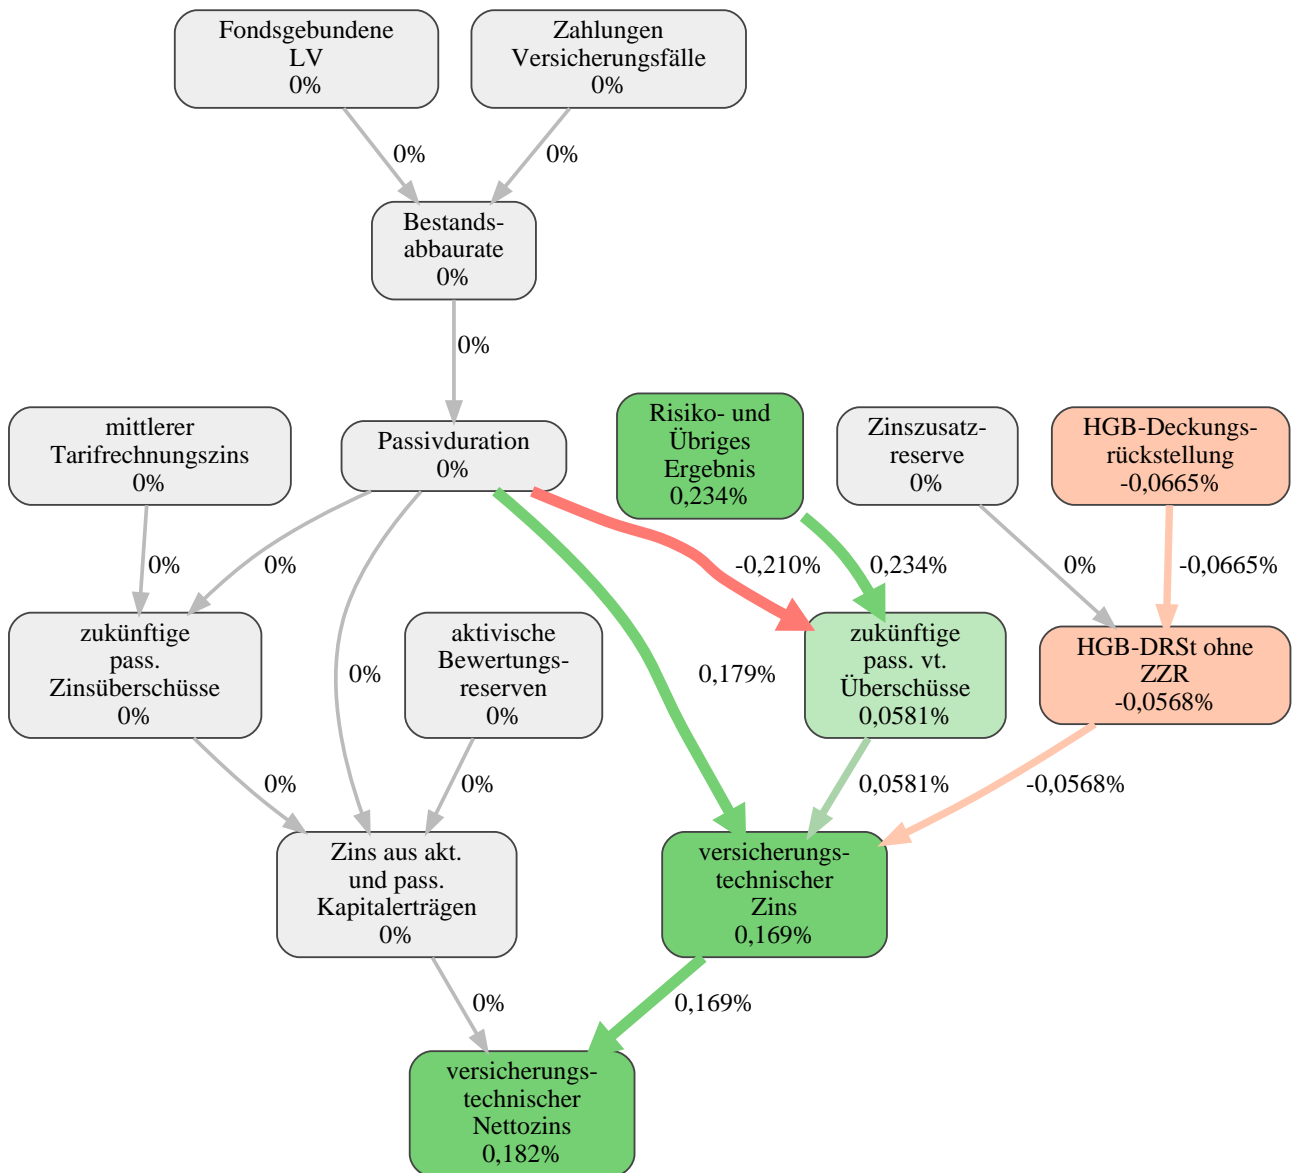 Fondsgebundene
LV
0%
Zahlungen
Versicherungsfälle
0%
0%
0%
Bestands-
abbaurate
0%
0%
mittlerer
Tarifrechnungszins
0%
Passivduration
0%
Risiko- und
Übriges
Ergebnis
0,234%
Zinszusatz-
reserve
0%
HGB-Deckungs-
rückstellung
-0,0665%
0%
0%
-0,210%
0,234%
0%
-0,0665%
zukünftige
pass.
Zinsüberschüsse
0%
0%
aktivische
Bewertungs-
reserven
0%
0,179%
zukünftige
pass. vt.
Überschüsse
0,0581%
HGB-DRSt ohne
ZZR
-0,0568%
0%
0%
0,0581%
-0,0568%
Zins aus akt.
und pass.
Kapitalerträgen
0%
versicherungs-
technischer
Zins
0,169%
0%
0,169%
versicherungs-
technischer
Nettozins
0,182%